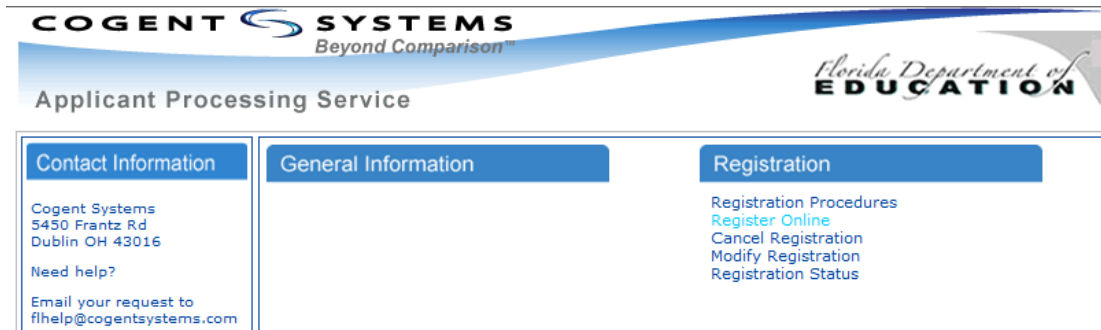 COGENT SYSTEMS
Beyond Comparison™
Florida Department of
EDUCATION
Applicant Processing Service
Contact Information
Cogent Systems
5450 Frantz Rd
Dublin OH 43016
Need help?
Email your request to
flhelp@cogentsystems.com
General Information
Registration
Registration Procedures
Register Online
Cancel Registration
Modify Registration
Registration Status